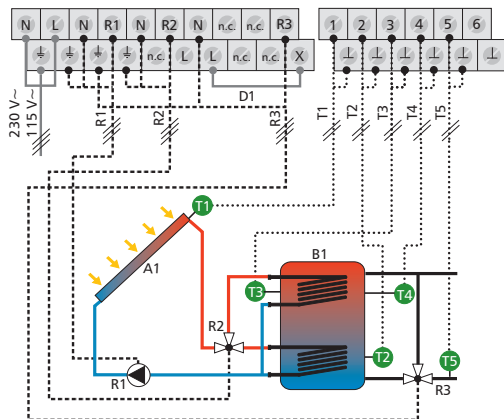 N L N R1 N R2 N n.c. n.c. R3
n.c. L L n.c. n.c. X
1 2 3 4 5 6
D1
230 V~
115 V~
R1
R2
R3
T1
T2
T3
T4
T5
T1
A1
B1
T3
T4
R2
T2
T5
R1
R3